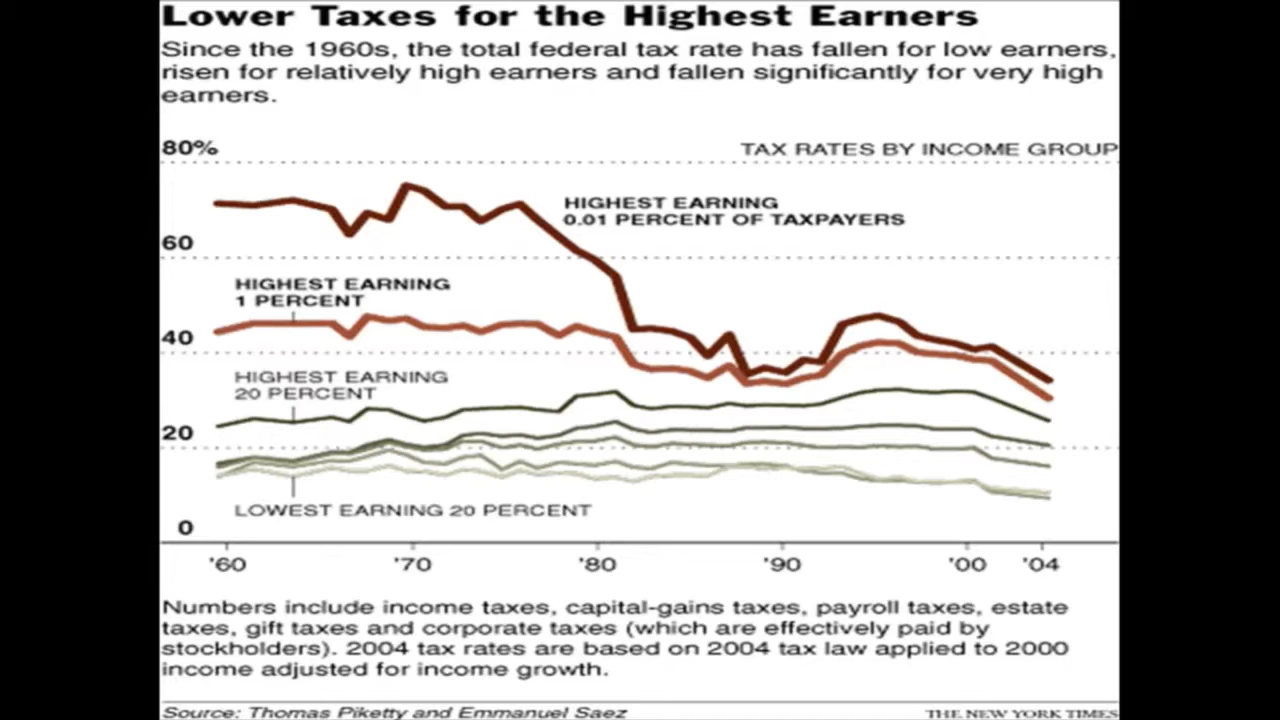 Lower Taxes for the Highest Earners
Since the 1960s, the total federal tax rate has fallen for low earners,
risen for relatively high earners and fallen significantly for very high
earners.
80%
TAX RATES BY INCOME GROUP
HIGHEST EARNING
0.01 PERCENT OF TAXPAYERS
60
HIGHEST EARNING
1 PERCENT
40
HIGHEST EARNING
20 PERCENT
20
LOWEST EARNING 20 PERCENT
0
'60 '70 '80 '90 '00 '04
Numbers include income taxes, capital-gains taxes, payroll taxes, estate
taxes, gift taxes and corporate taxes (which are effectively paid by
stockholders). 2004 tax rates are based on 2004 tax law applied to 2000
income adjusted for income growth.
Source: Thomas Piketty and Emmanuel Saez
THE NEW YORK TIMES